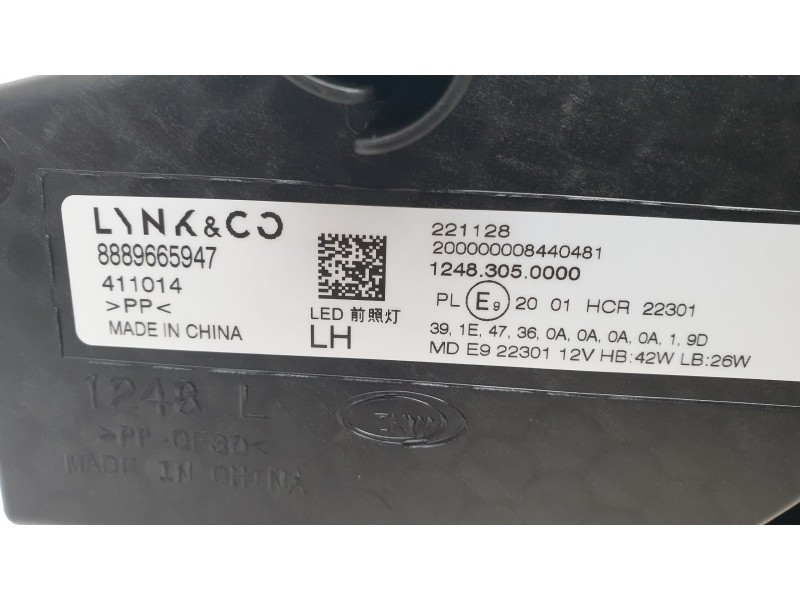 LYNK&CO
8889665947
411014
>PP<
MADE IN CHINA
LED 前照灯
LH
221128
200000008440481
1248.305.0000
PL E9 20 01 HCR 22301
39, 1E, 47, 36, 0A, 0A, 0A, 0A, 1, 9D
MD E9 22301 12V HB:42W LB:26W
1248 L
>PP-GF30<
MADE IN CHINA